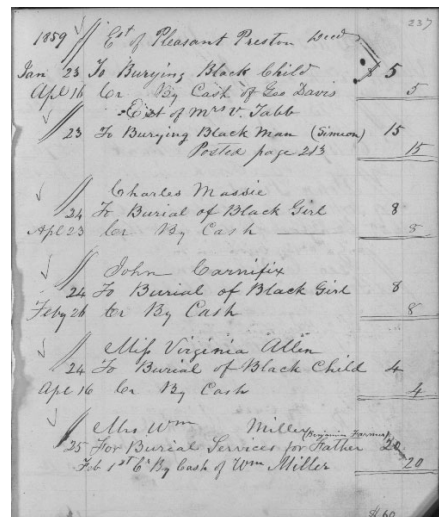 237
1859 Est of Pleasant Preston Decd
Jan 23 To Burying Black Child 5
Apl 16 Cr By Cash of Geo Davis 5
Est of Mrs V. Tabb
23 To Burying Black Man (Simeon) 15
Posted page 213 15
Charles Massie
24 To Burial of Black Girl 8
Apl 23 Cr By Cash 8
John Carnifix
24 To Burial of Black Girl 8
Feby 26 Cr By Cash 8
Miss Virginia Allen
24 To Burial of Black Child 4
Apl 16 Cr By Cash 4
Mrs Wm Miller (Benjamin
25 For Burial Services for Father 20
Feb 1st Cr By Cash of Wm Miller 20
$60